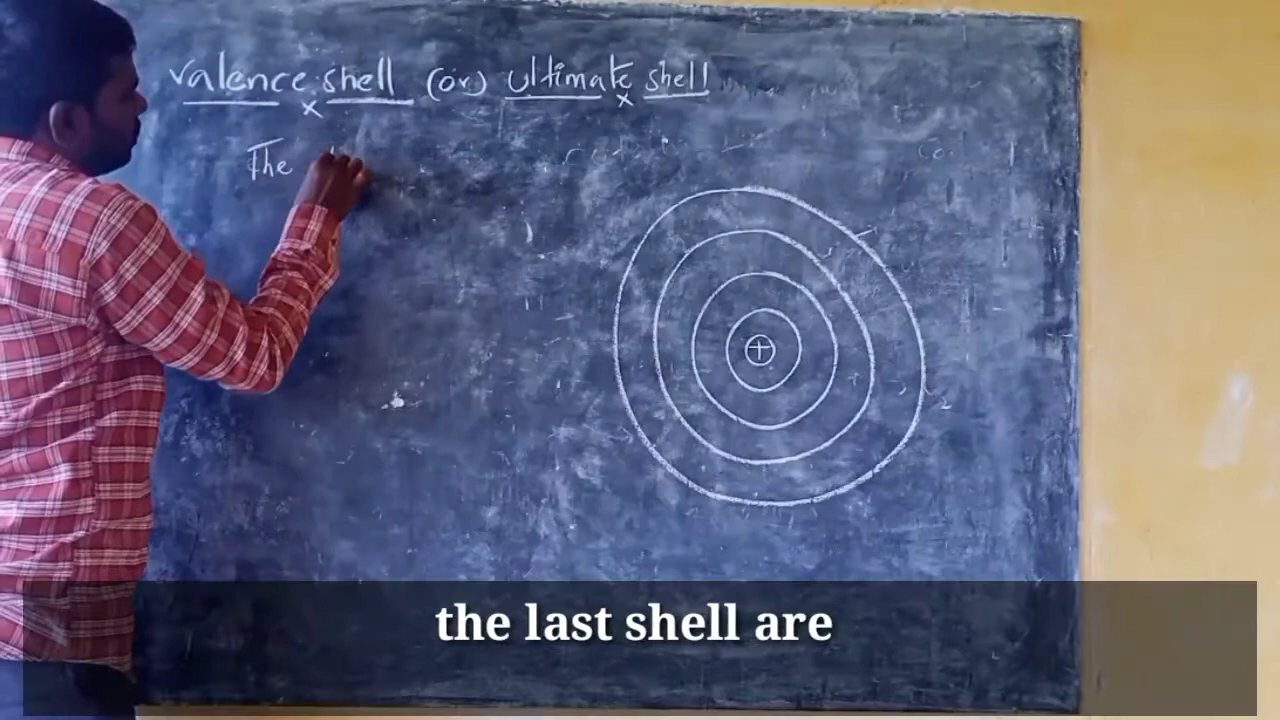 valence shell (or) ultimate shell
The
the last shell are